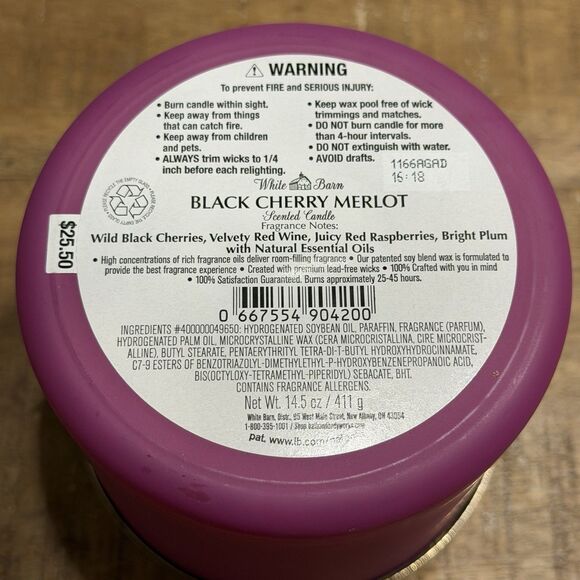 ⚠ WARNING
To prevent FIRE and SERIOUS INJURY:
• Burn candle within sight.
• Keep away from things
that can catch fire.
• Keep away from children
and pets.
• ALWAYS trim wicks to 1/4
inch before each relighting.
• Keep wax pool free of wick
trimmings and matches.
• DO NOT burn candle for more
than 4-hour intervals.
• DO NOT extinguish with water.
• AVOID drafts.
1166AGAD
16:18
$25.50
White Barn
BLACK CHERRY MERLOT
Scented Candle
Fragrance Notes:
Wild Black Cherries, Velvety Red Wine, Juicy Red Raspberries, Bright Plum
with Natural Essential Oils
• High concentrations of rich fragrance oils deliver room-filling fragrance • Our patented soy blend wax is formulated to
provide the best fragrance experience • Created with premium lead-free wicks • 100% Crafted with you in mind
• 100% Satisfaction Guaranteed. Burns approximately 25-45 hours.
0 667554 904200
INGREDIENTS #400000049650: HYDROGENATED SOYBEAN OIL, PARAFFIN, FRAGRANCE (PARFUM),
HYDROGENATED PALM OIL, MICROCRYSTALLINE WAX (CERA MICROCRISTALLINA, CIRE MICROCRIST-
ALLINE), BUTYL STEARATE, PENTAERYTHRITYL TETRA-DI-T-BUTYL HYDROXYHYDROCINNAMATE,
C7-9 ESTERS OF BENZOTRIAZOLYL-DIMETHYLETHYL-P-HYDROXYBENZENEPROPANOIC ACID,
BIS(OCTYLOXY-TETRAMETHYL-PIPERIDYL) SEBACATE, BHT.
CONTAINS FRAGRANCE ALLERGENS.
Net Wt. 14.5 oz / 411 g
White Barn, Distr. 95 West Main Street, New Albany, OH 43054
1-800-395-1001 / Shop bathandbodyworks.com
pat. www.lb.com/